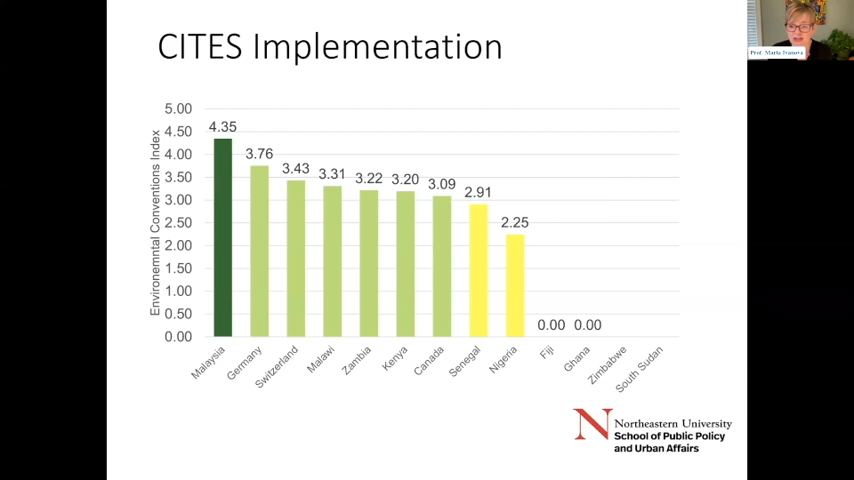 CITES Implementation
Prof. Maria Ivanova
Environemntal Conventions Index
5.00
4.50
4.00
3.50
3.00
2.50
2.00
1.50
1.00
0.50
0.00
4.35
3.76
3.43
3.31
3.22
3.20
3.09
2.91
2.25
0.00
0.00
Malaysia
Germany
Switzerland
Malawi
Zambia
Kenya
Canada
Senegal
Nigeria
Fiji
Ghana
Zimbabwe
South Sudan
N
Northeastern University
School of Public Policy
and Urban Affairs